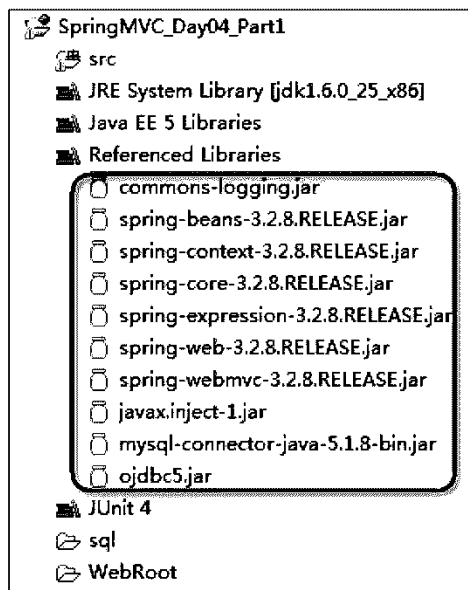 SpringMVC_Day04_Part1
src
JRE System Library [jdk1.6.0_25_x86]
Java EE 5 Libraries
Referenced Libraries
commons-logging.jar
spring-beans-3.2.8.RELEASE.jar
spring-context-3.2.8.RELEASE.jar
spring-core-3.2.8.RELEASE.jar
spring-expression-3.2.8.RELEASE.jar
spring-web-3.2.8.RELEASE.jar
spring-webmvc-3.2.8.RELEASE.jar
javax.inject-1.jar
mysql-connector-java-5.1.8-bin.jar
ojdbc5.jar
JUnit 4
sql
WebRoot